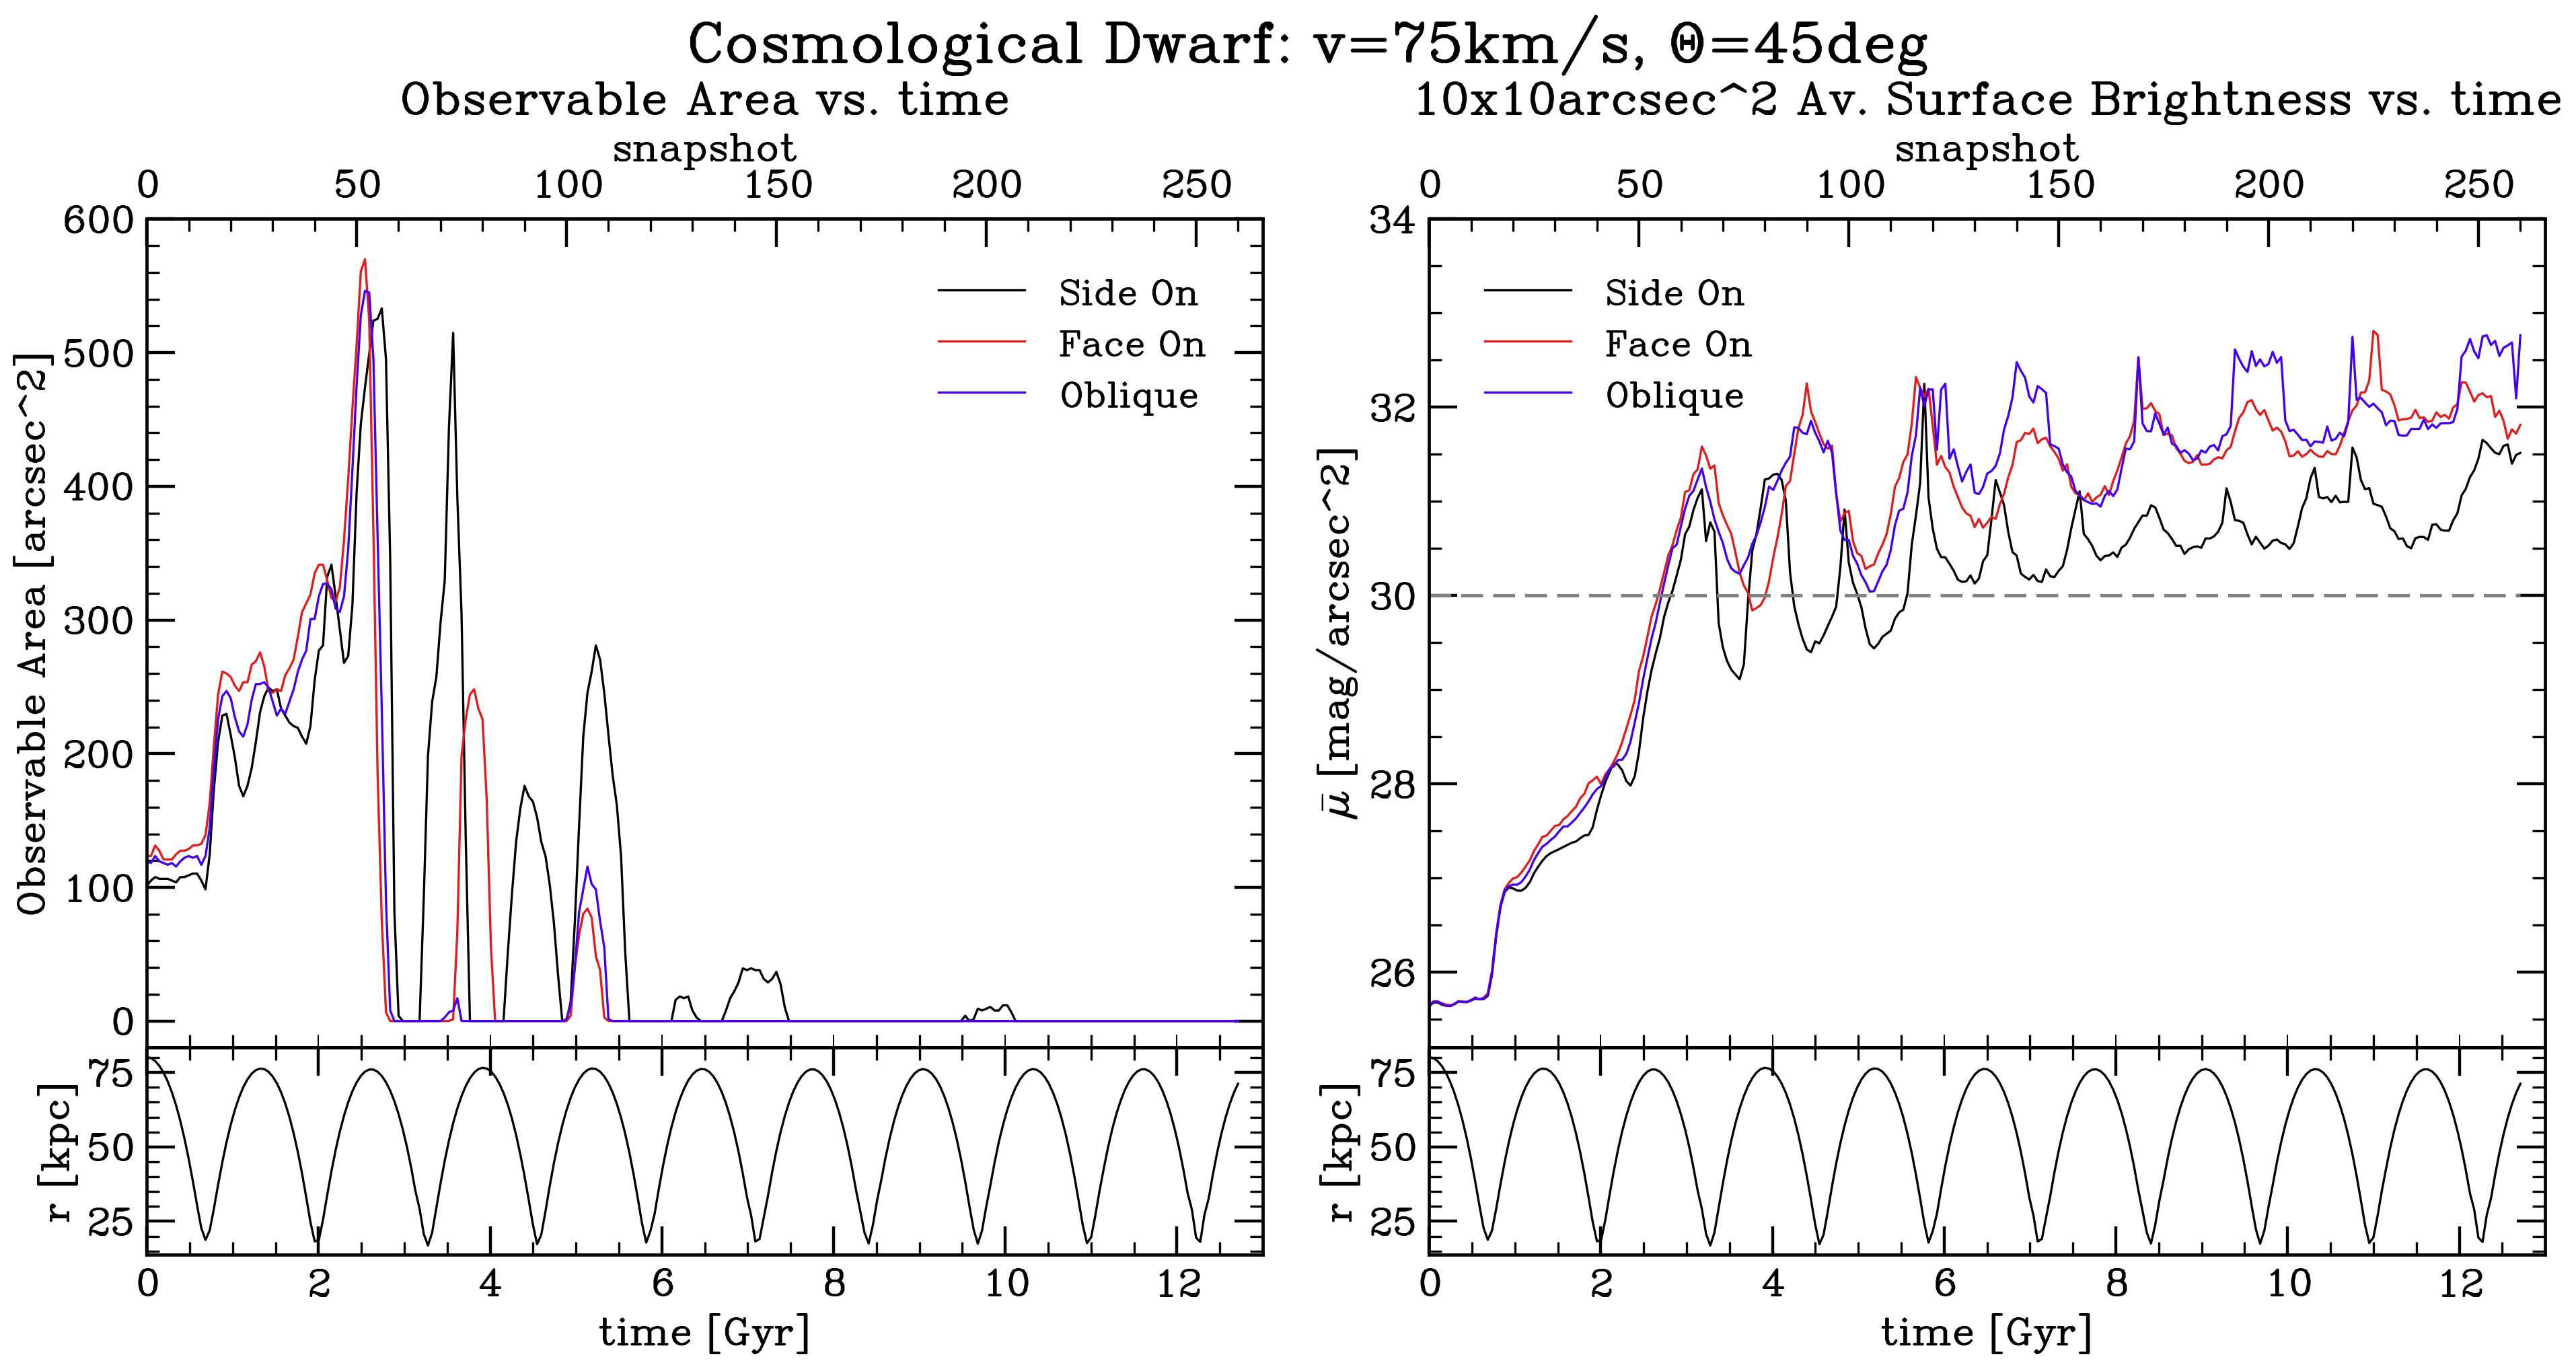 Cosmological Dwarf: v=75km/s, Θ=45deg
Observable Area vs. time
snapshot
0 50 100 150 200 250
600
500
400
300
200
100
0
Observable Area [arcsec^2]
Side On
Face On
Oblique
75
50
25
r [kpc]
0 2 4 6 8 10 12
time [Gyr]
10x10arcsec^2 Av. Surface Brightness vs. time
snapshot
0 50 100 150 200 250
34
32
30
28
26
μ̄ [mag/arcsec^2]
Side On
Face On
Oblique
75
50
25
r [kpc]
0 2 4 6 8 10 12
time [Gyr]